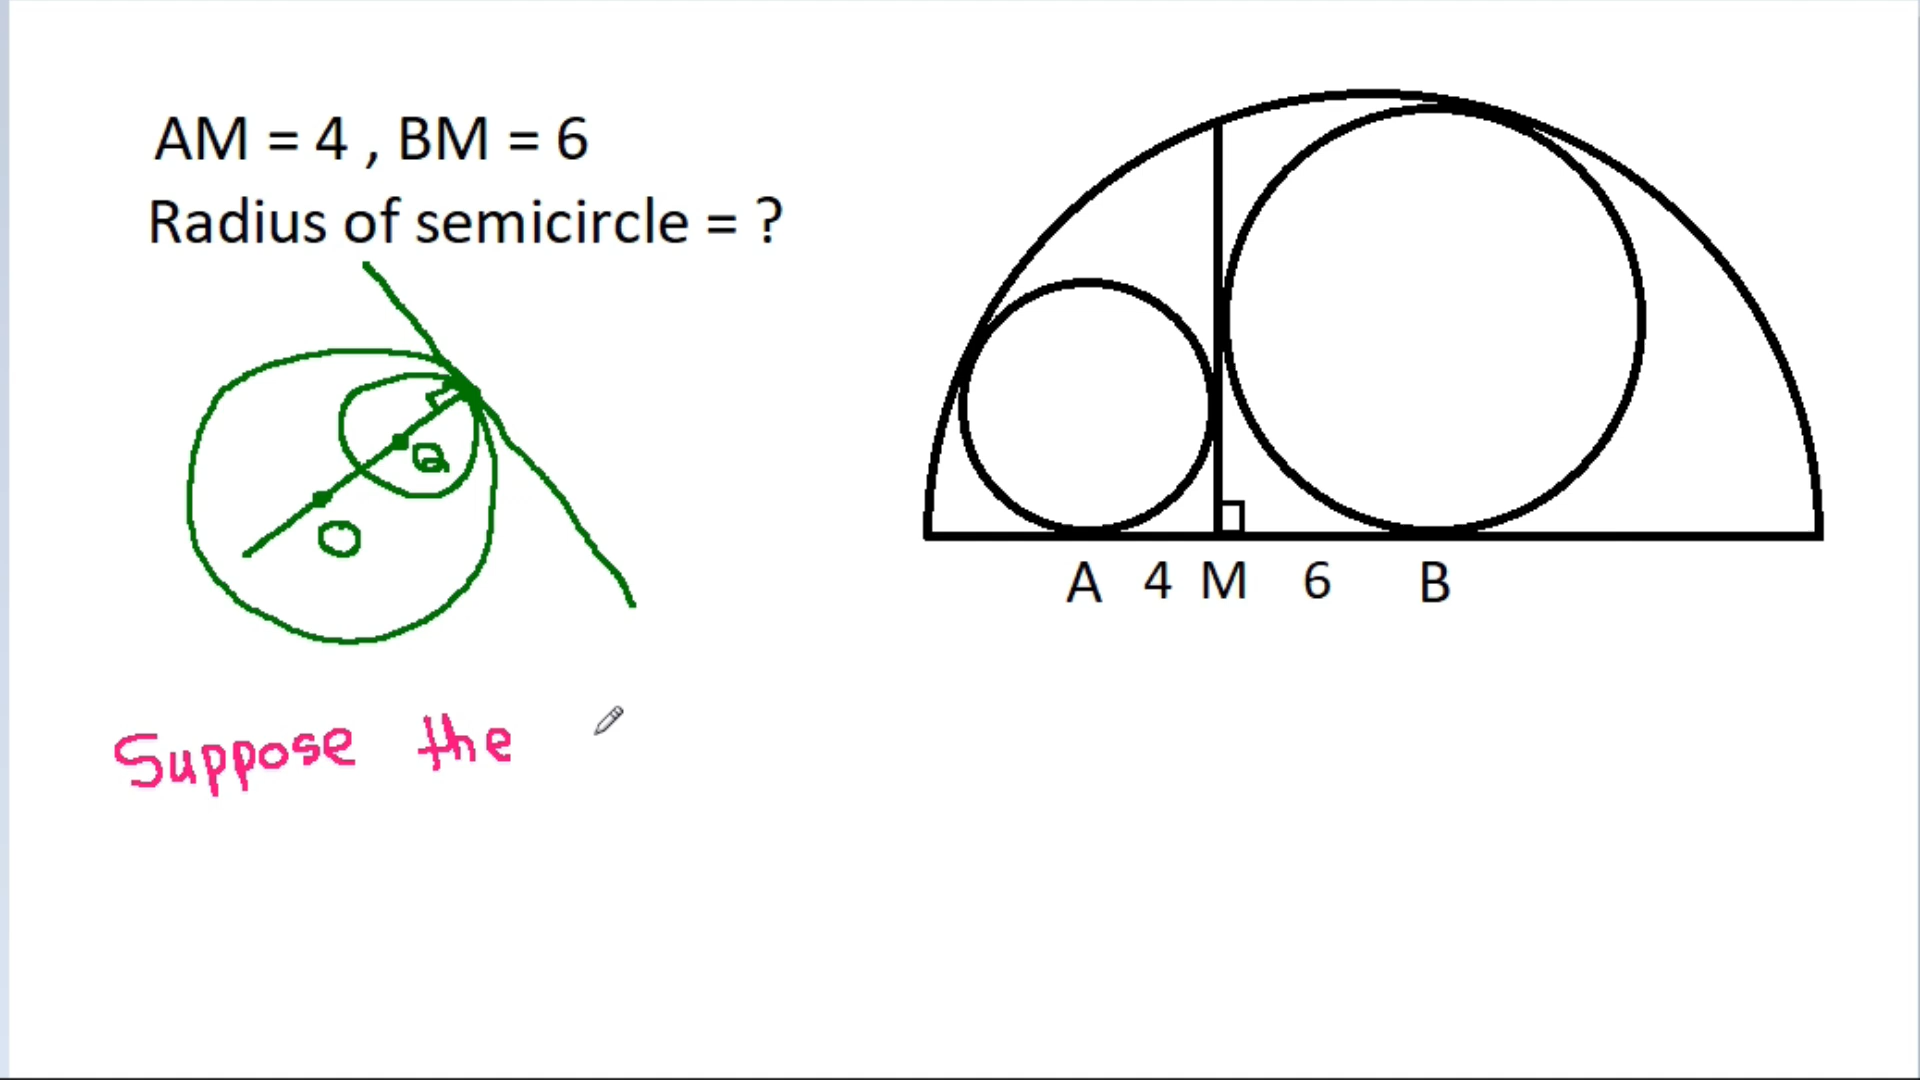 AM = 4 , BM = 6
Radius of semicircle = ?
A 4 M 6 B
O
Suppose the